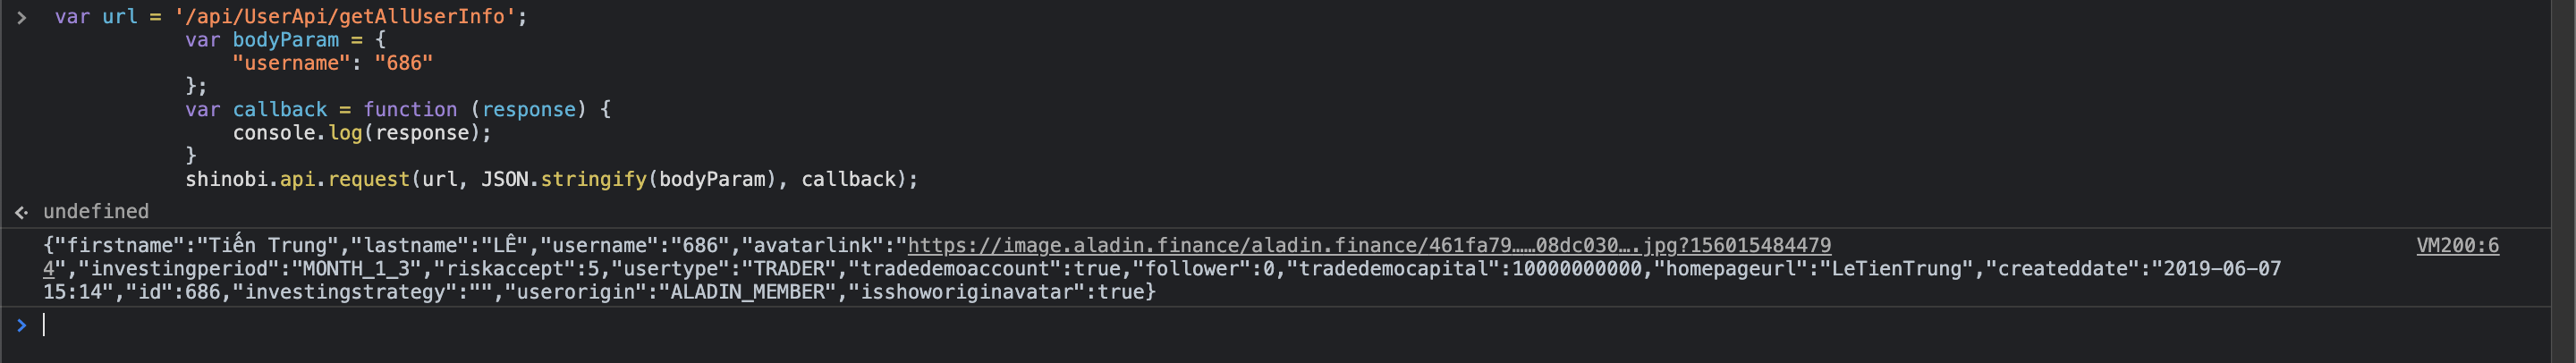 > var url = '/api/UserApi/getAllUserInfo';
var bodyParam = {
"username": "686"
};
var callback = function (response) {
console.log(response);
}
shinobi.api.request(url, JSON.stringify(bodyParam), callback);
undefined
{"firstname":"Tiến Trung","lastname":"LÊ","username":"686","avatarlink":"https://image.aladin.finance/aladin.finance/461fa79……08dc030….jpg?156015484479 VM200:6
4","investingperiod":"MONTH_1_3","riskaccept":5,"usertype":"TRADER","tradedemoaccount":true,"follower":0,"tradedemocapital":10000000000,"homepageurl":"LeTienTrung","createddate":"2019-06-07
15:14","id":686,"investingstrategy":"","userorigin":"ALADIN_MEMBER","isshoworiginavatar":true}
>